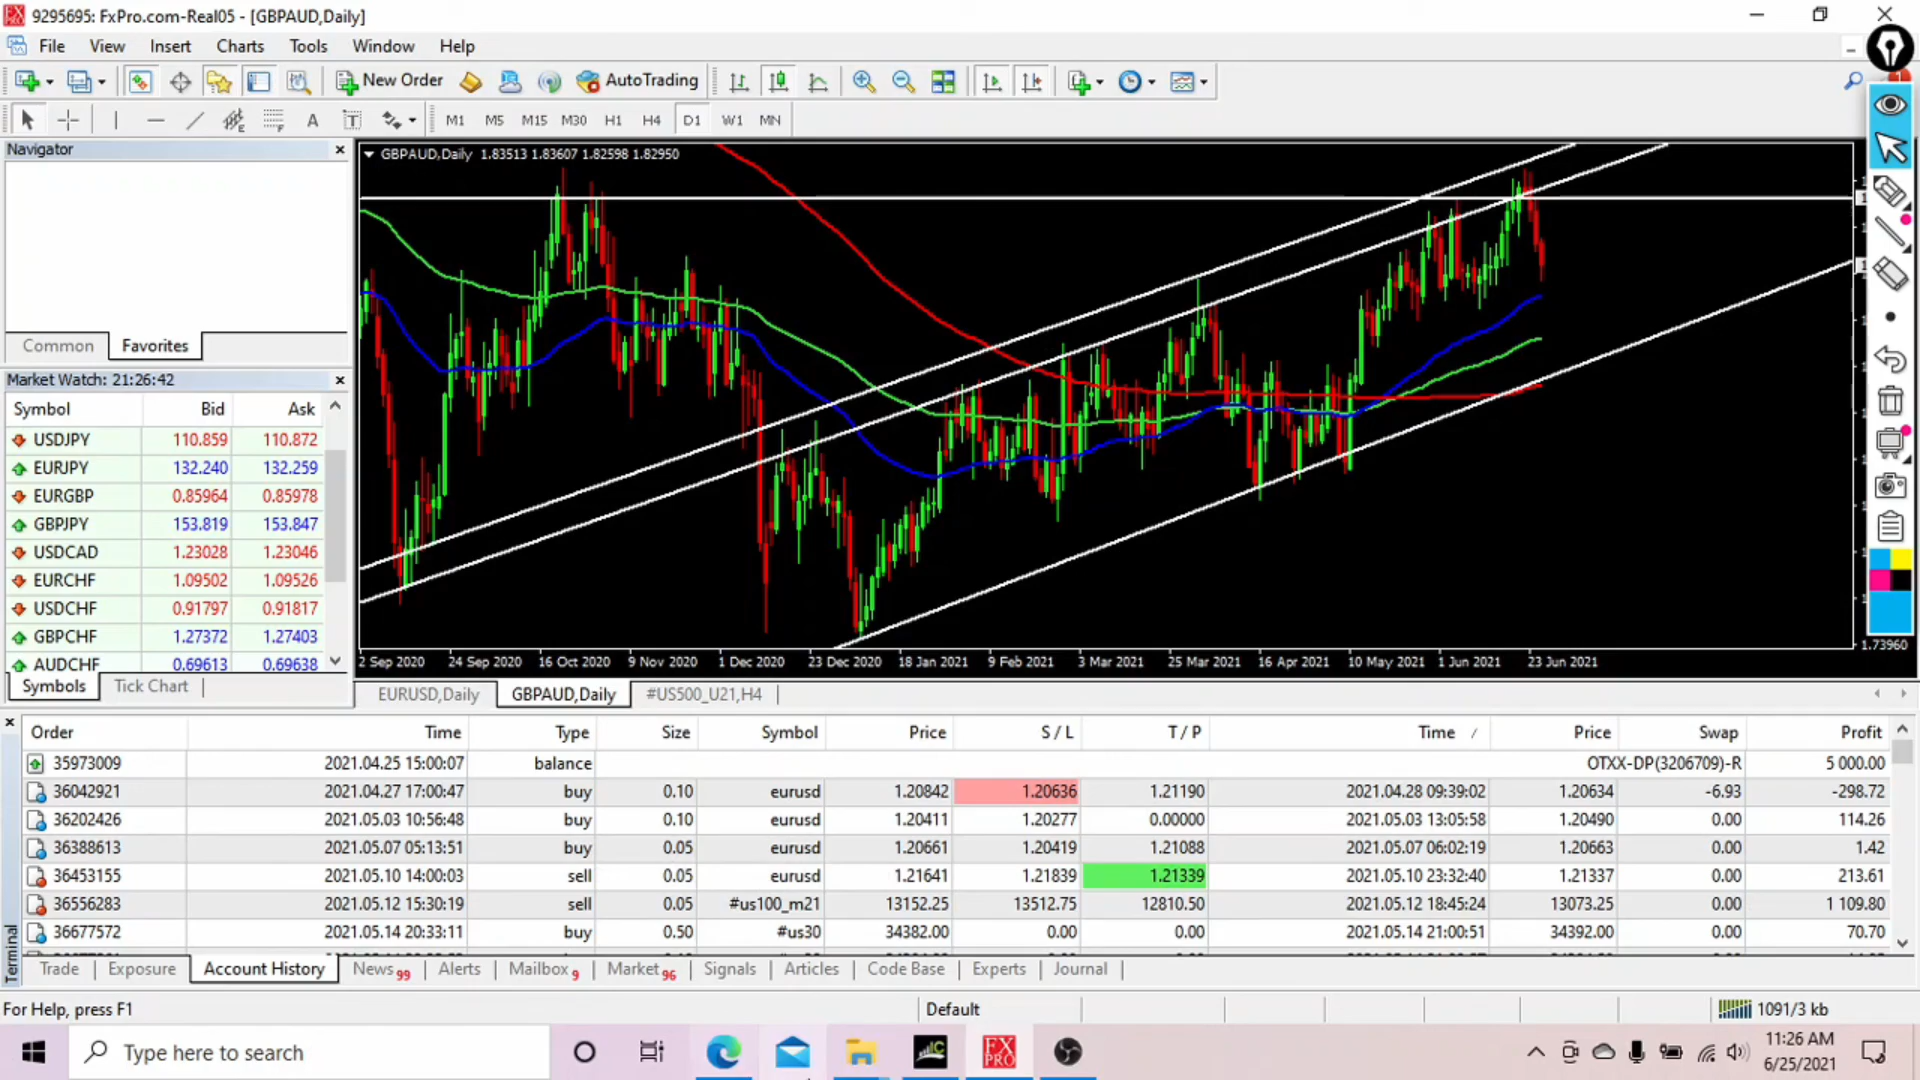 9295695: FxPro.com-Real05 - [GBPAUD,Daily]
File View Insert Charts Tools Window Help
New Order AutoTrading
A T M1 M5 M15 M30 H1 H4 D1 W1 MN
Navigator
Common Favorites
Market Watch: 21:26:42
Symbol Bid Ask
USDJPY 110.859 110.872
EURJPY 132.240 132.259
EURGBP 0.85964 0.85978
GBPJPY 153.819 153.847
USDCAD 1.23028 1.23046
EURCHF 1.09502 1.09526
USDCHF 0.91797 0.91817
GBPCHF 1.27372 1.27403
AUDCHF 0.69613 0.69638
Symbols Tick Chart
GBPAUD,Daily 1.83513 1.83607 1.82598 1.82950
1.73960
2 Sep 2020 24 Sep 2020 16 Oct 2020 9 Nov 2020 1 Dec 2020 23 Dec 2020 18 Jan 2021 9 Feb 2021 3 Mar 2021 25 Mar 2021 16 Apr 2021 10 May 2021 1 Jun 2021 23 Jun 2021
EURUSD,Daily GBPAUD,Daily #US500_U21,H4
Order Time Type Size Symbol Price S / L T / P Time / Price Swap Profit
35973009 2021.04.25 15:00:07 balance OTXX-DP(3206709)-R 5 000.00
36042921 2021.04.27 17:00:47 buy 0.10 eurusd 1.20842 1.20636 1.21190 2021.04.28 09:39:02 1.20634 -6.93 -298.72
36202426 2021.05.03 10:56:48 buy 0.10 eurusd 1.20411 1.20277 0.00000 2021.05.03 13:05:58 1.20490 0.00 114.26
36388613 2021.05.07 05:13:51 buy 0.05 eurusd 1.20661 1.20419 1.21088 2021.05.07 06:02:19 1.20663 0.00 1.42
36453155 2021.05.10 14:00:03 sell 0.05 eurusd 1.21641 1.21839 1.21339 2021.05.10 23:32:40 1.21337 0.00 213.61
36556283 2021.05.12 15:30:19 sell 0.05 #us100_m21 13152.25 13512.75 12810.50 2021.05.12 18:45:24 13073.25 0.00 1 109.80
36677572 2021.05.14 20:33:11 buy 0.50 #us30 34382.00 0.00 0.00 2021.05.14 21:00:51 34392.00 0.00 70.70
Terminal
Trade Exposure Account History News 99 Alerts Mailbox 9 Market 96 Signals Articles Code Base Experts Journal
For Help, press F1 Default 1091/3 kb
Type here to search
FX PRO
11:26 AM
6/25/2021